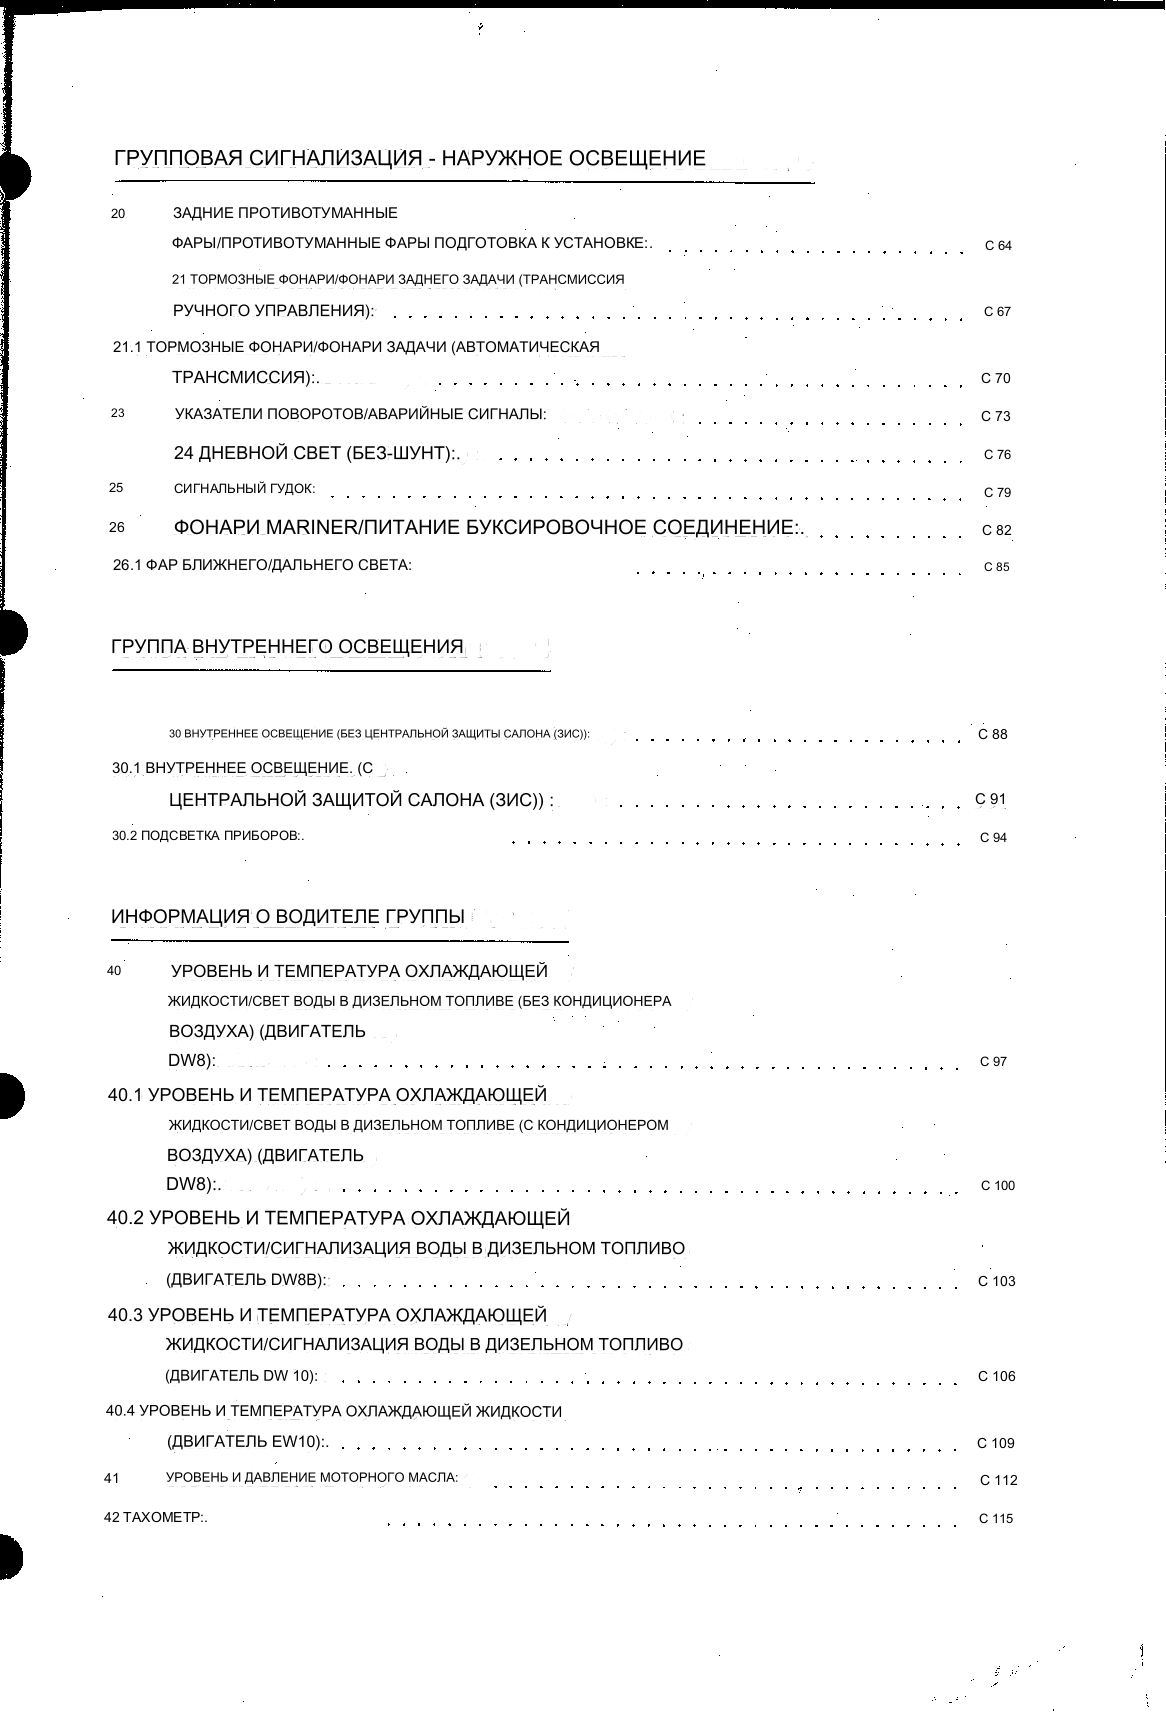 ГРУППОВАЯ СИГНАЛИЗАЦИЯ - НАРУЖНОЕ ОСВЕЩЕНИЕ
20 ЗАДНИЕ ПРОТИВОТУМАННЫЕ
ФАРЫ/ПРОТИВОТУМАННЫЕ ФАРЫ ПОДГОТОВКА К УСТАНОВКЕ:. С 64
21 ТОРМОЗНЫЕ ФОНАРИ/ФОНАРИ ЗАДНЕГО ЗАДАЧИ (ТРАНСМИССИЯ
РУЧНОГО УПРАВЛЕНИЯ): С 67
21.1 ТОРМОЗНЫЕ ФОНАРИ/ФОНАРИ ЗАДАЧИ (АВТОМАТИЧЕСКАЯ
ТРАНСМИССИЯ):. С 70
23 УКАЗАТЕЛИ ПОВОРОТОВ/АВАРИЙНЫЕ СИГНАЛЫ: С 73
24 ДНЕВНОЙ СВЕТ (БЕЗ-ШУНТ):. С 76
25 СИГНАЛЬНЫЙ ГУДОК: С 79
26 ФОНАРИ MARINER/ПИТАНИЕ БУКСИРОВОЧНОЕ СОЕДИНЕНИЕ:. С 82
26.1 ФАР БЛИЖНЕГО/ДАЛЬНЕГО СВЕТА: С 85
ГРУППА ВНУТРЕННЕГО ОСВЕЩЕНИЯ
30 ВНУТРЕННЕЕ ОСВЕЩЕНИЕ (БЕЗ ЦЕНТРАЛЬНОЙ ЗАЩИТЫ САЛОНА (ЗИС)): С 88
30.1 ВНУТРЕННЕЕ ОСВЕЩЕНИЕ. (С
ЦЕНТРАЛЬНОЙ ЗАЩИТОЙ САЛОНА (ЗИС)) : С 91
30.2 ПОДСВЕТКА ПРИБОРОВ:. С 94
ИНФОРМАЦИЯ О ВОДИТЕЛЕ ГРУППЫ
40 УРОВЕНЬ И ТЕМПЕРАТУРА ОХЛАЖДАЮЩЕЙ
ЖИДКОСТИ/СВЕТ ВОДЫ В ДИЗЕЛЬНОМ ТОПЛИВЕ (БЕЗ КОНДИЦИОНЕРА
ВОЗДУХА) (ДВИГАТЕЛЬ
DW8): С 97
40.1 УРОВЕНЬ И ТЕМПЕРАТУРА ОХЛАЖДАЮЩЕЙ
ЖИДКОСТИ/СВЕТ ВОДЫ В ДИЗЕЛЬНОМ ТОПЛИВЕ (С КОНДИЦИОНЕРОМ
ВОЗДУХА) (ДВИГАТЕЛЬ
DW8):. С 100
40.2 УРОВЕНЬ И ТЕМПЕРАТУРА ОХЛАЖДАЮЩЕЙ
ЖИДКОСТИ/СИГНАЛИЗАЦИЯ ВОДЫ В ДИЗЕЛЬНОМ ТОПЛИВО
(ДВИГАТЕЛЬ DW8B): С 103
40.3 УРОВЕНЬ И ТЕМПЕРАТУРА ОХЛАЖДАЮЩЕЙ
ЖИДКОСТИ/СИГНАЛИЗАЦИЯ ВОДЫ В ДИЗЕЛЬНОМ ТОПЛИВО
(ДВИГАТЕЛЬ DW 10): С 106
40.4 УРОВЕНЬ И ТЕМПЕРАТУРА ОХЛАЖДАЮЩЕЙ ЖИДКОСТИ
(ДВИГАТЕЛЬ EW10):. С 109
41 УРОВЕНЬ И ДАВЛЕНИЕ МОТОРНОГО МАСЛА: С 112
42 ТАХОМЕТР:. С 115